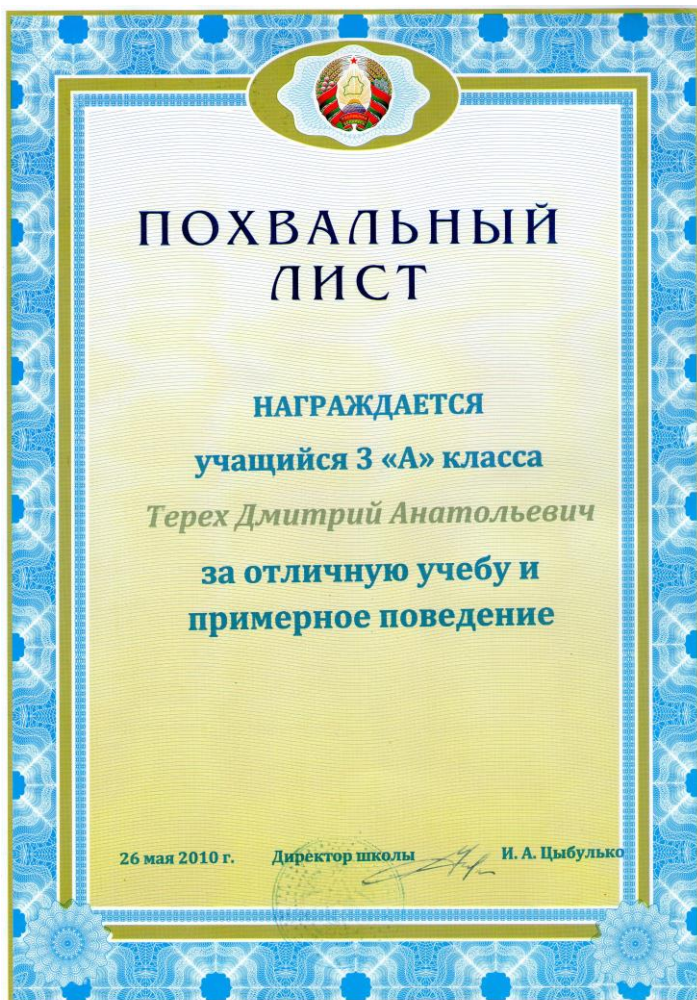 ПОХВАЛЬНЫЙ
ЛИСТ
НАГРАЖДАЕТСЯ
учащийся 3 «А» класса
Терех Дмитрий Анатольевич
за отличную учебу и
примерное поведение
26 мая 2010 г. Директор школы И. А. Цыбулько